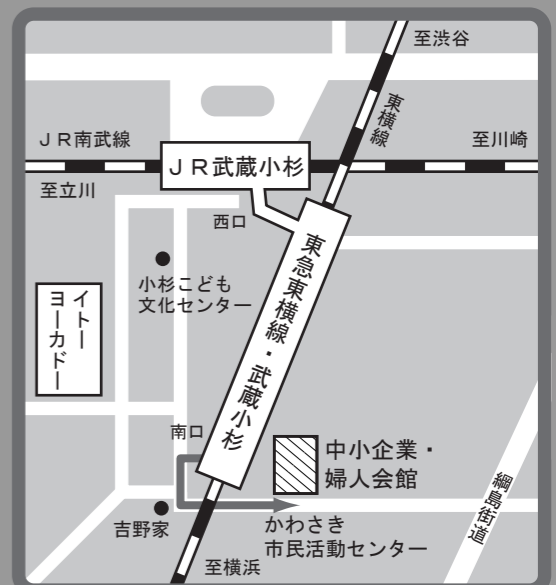 至渋谷
東横線
JR南武線
至川崎
JR武蔵小杉
至立川
西口
東急東横線・武蔵小杉
小杉こども
文化センター
イトー
ヨーカドー
南口
中小企業・
婦人会館
綱島街道
吉野家
かわさき
市民活動センター
至横浜